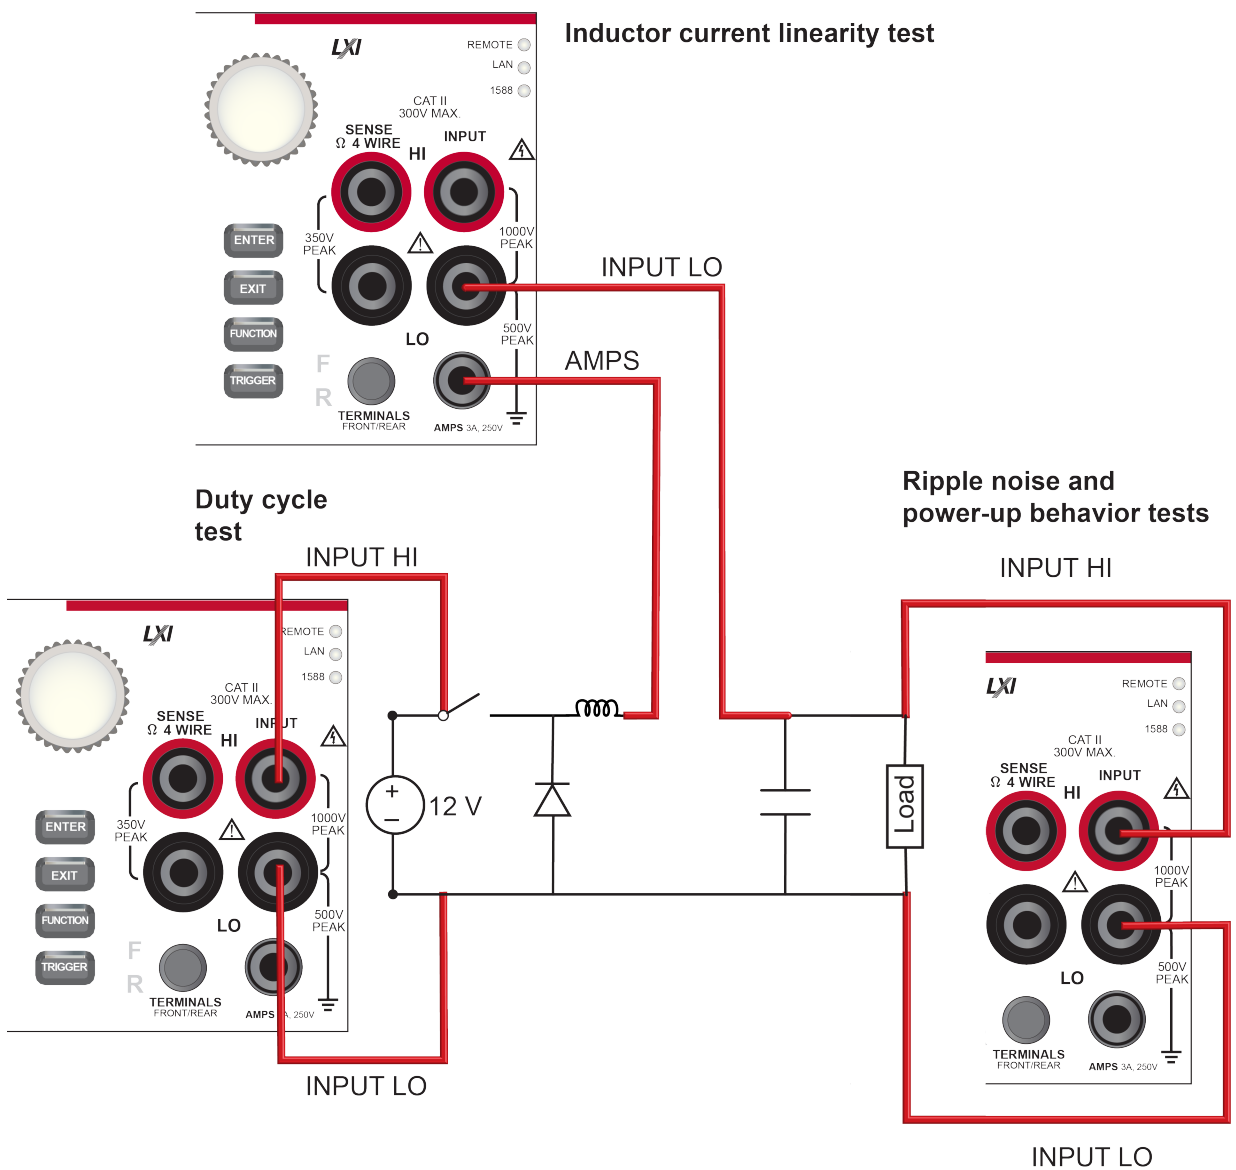 Inductor current linearity test
LXI
REMOTE
LAN
1588
CAT II
300V MAX.
SENSE
Ω 4 WIRE
HI
INPUT
350V
PEAK
1000V
PEAK
ENTER
EXIT
FUNCTION
TRIGGER
500V
PEAK
LO
F
R
TERMINALS
FRONT/REAR
AMPS 3A, 250V
INPUT LO
AMPS
Duty cycle
test
INPUT HI
LXI
REMOTE
LAN
1588
CAT II
300V MAX.
SENSE
Ω 4 WIRE
HI
INPUT
350V
PEAK
1000V
PEAK
ENTER
EXIT
FUNCTION
TRIGGER
500V
PEAK
LO
F
R
TERMINALS
FRONT/REAR
AMPS A, 250V
INPUT LO
+
−
12 V
Load
Ripple noise and
power-up behavior tests
INPUT HI
LXI
REMOTE
LAN
1588
CAT II
300V MAX.
SENSE
Ω 4 WIRE
HI
INPUT
1000V
PEAK
500V
PEAK
LO
TERMINALS
FRONT/REAR
AMPS 3A, 250V
INPUT LO